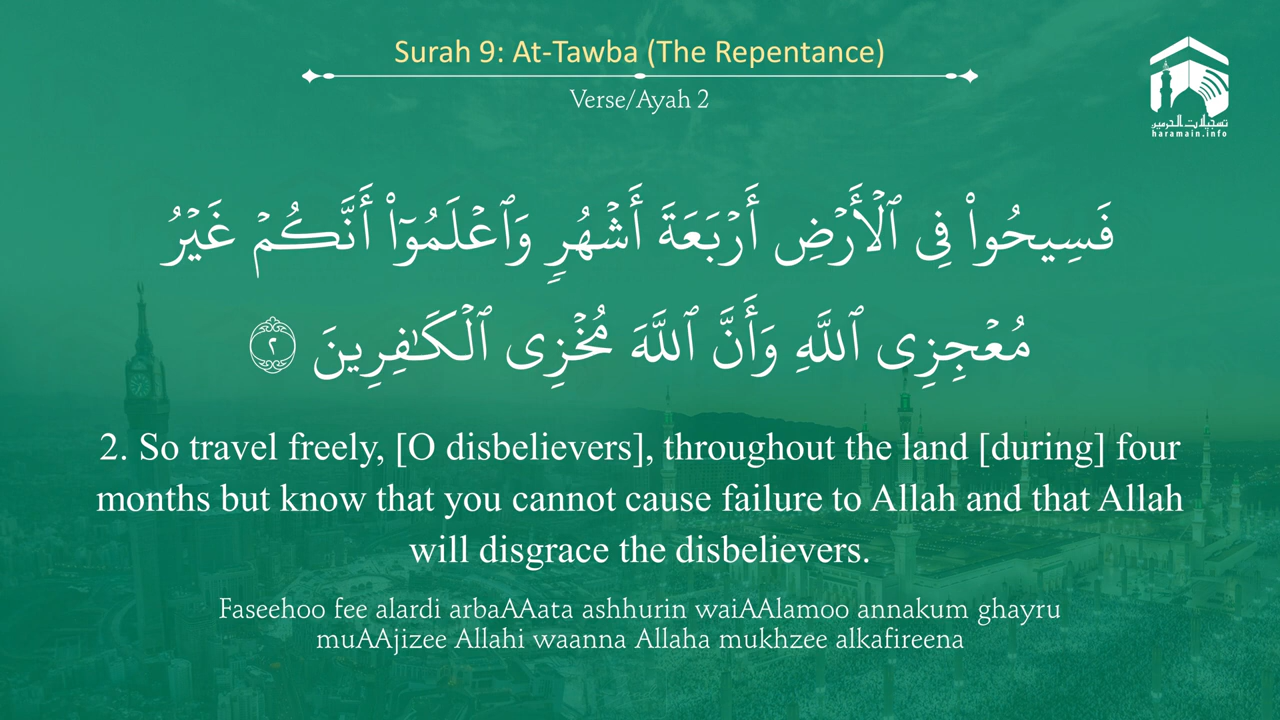 Surah 9: At-Tawba (The Repentance)
Verse/Ayah 2
تسجيلات الحرمين
haramain.info
فَسِيحُوا۟ فِى ٱلْأَرْضِ أَرْبَعَةَ أَشْهُرٍ وَٱعْلَمُوٓا۟ أَنَّكُمْ غَيْرُ
مُعْجِزِى ٱللَّهِ وَأَنَّ ٱللَّهَ مُخْزِى ٱلْكَـٰفِرِينَ ٢
2. So travel freely, [O disbelievers], throughout the land [during] four
months but know that you cannot cause failure to Allah and that Allah
will disgrace the disbelievers.
Faseehoo fee alardi arbaAAata ashhurin waiAAlamoo annakum ghayru
muAAjizee Allahi waanna Allaha mukhzee alkafireena